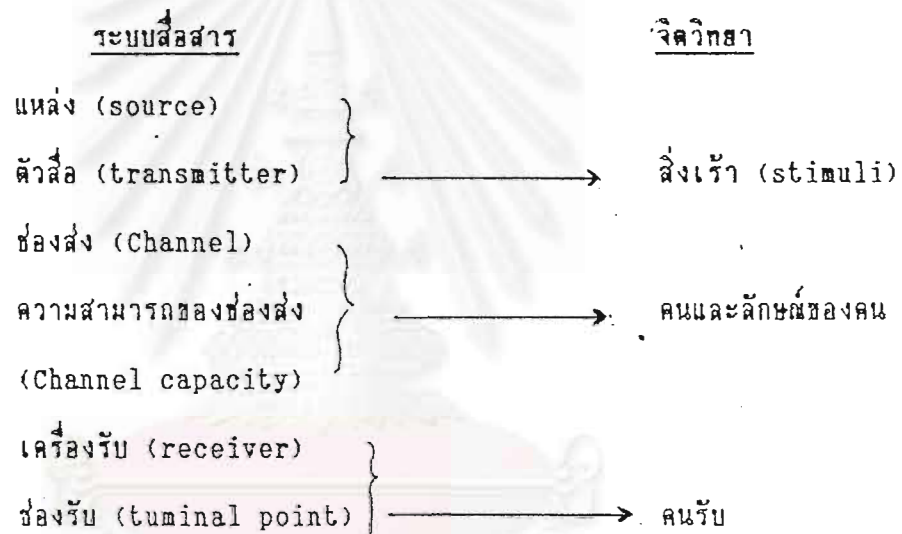 ระบบสื่อสาร จิตวิทยา
แหล่ง (source)
ตัวสื่อ (transmitter) สิ่งเร้า (stimuli)
ช่องส่ง (Channel)
ความสามารถของช่องส่ง คนและลักษณ์ของคน
(Channel capacity)
เครื่องรับ (receiver)
ช่องรับ (tuminal point) คนรับ